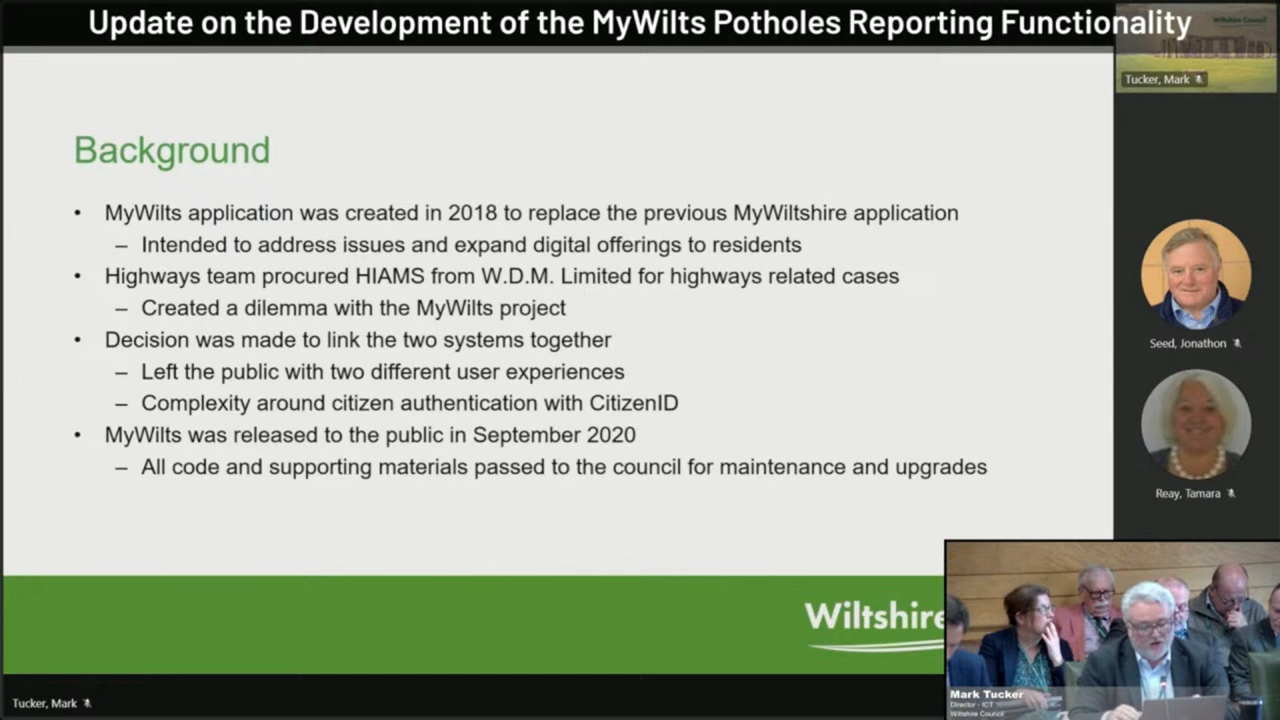 Update on the Development of the MyWilts Potholes Reporting Functionality
Wiltshire Council
Tucker, Mark
Background
• MyWilts application was created in 2018 to replace the previous MyWiltshire application
– Intended to address issues and expand digital offerings to residents
• Highways team procured HIAMS from W.D.M. Limited for highways related cases
– Created a dilemma with the MyWilts project
• Decision was made to link the two systems together
– Left the public with two different user experiences
– Complexity around citizen authentication with CitizenID
• MyWilts was released to the public in September 2020
– All code and supporting materials passed to the council for maintenance and upgrades
Seed, Jonathon
Reay, Tamara
Wiltshire
Mark Tucker
Director - ICT
Wiltshire Council
Tucker, Mark